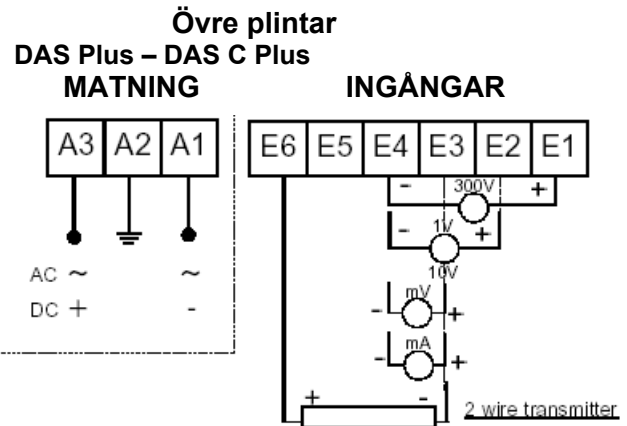 Övre plintar
DAS Plus – DAS C Plus
MATNING INGÅNGAR
A3 A2 A1 E6 E5 E4 E3 E2 E1
- 300V +
- 1V +
10V
AC ~ ~
mV
DC + -
- +
mA
- +
+ -
2 wire transmitter